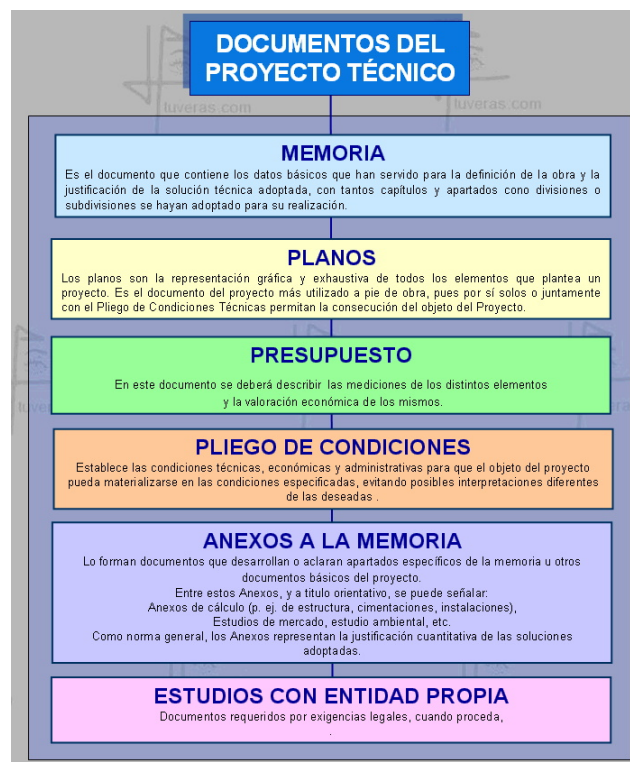 DOCUMENTOS DEL
PROYECTO TÉCNICO
tuveras.com
tuveras.com
MEMORIA
Es el documento que contiene los datos básicos que han servido para la definición de la obra y la
justificación de la solución técnica adoptada, con tantos capítulos y apartados cono divisiones o
subdivisiones se hayan adoptado para su realización.
PLANOS
Los planos son la representación gráfica y exhaustiva de todos los elementos que plantea un
proyecto. Es el documento del proyecto más utilizado a pie de obra, pues por sí solos o juntamente
con el Pliego de Condiciones Técnicas permitan la consecución del objeto del Proyecto.
PRESUPUESTO
En este documento se deberá describir las mediciones de los distintos elementos
y la valoración económica de los mismos.
PLIEGO DE CONDICIONES
Establece las condiciones técnicas, económicas y administrativas para que el objeto del proyecto
pueda materializarse en las condiciones especificadas, evitando posibles interpretaciones diferentes
de las deseadas .
ANEXOS A LA MEMORIA
Lo forman documentos que desarrollan o aclaran apartados específicos de la memoria u otros
documentos básicos del proyecto.
Entre estos Anexos, y a titulo orientativo, se puede señalar:
Anexos de cálculo (p. ej. de estructura, cimentaciones, instalaciones),
Estudios de mercado, estudio ambiental, etc.
Como norma general, los Anexos representan la justificación cuantitativa de las soluciones
adoptadas.
ESTUDIOS CON ENTIDAD PROPIA
Documentos requeridos por exigencias legales, cuando proceda,
.